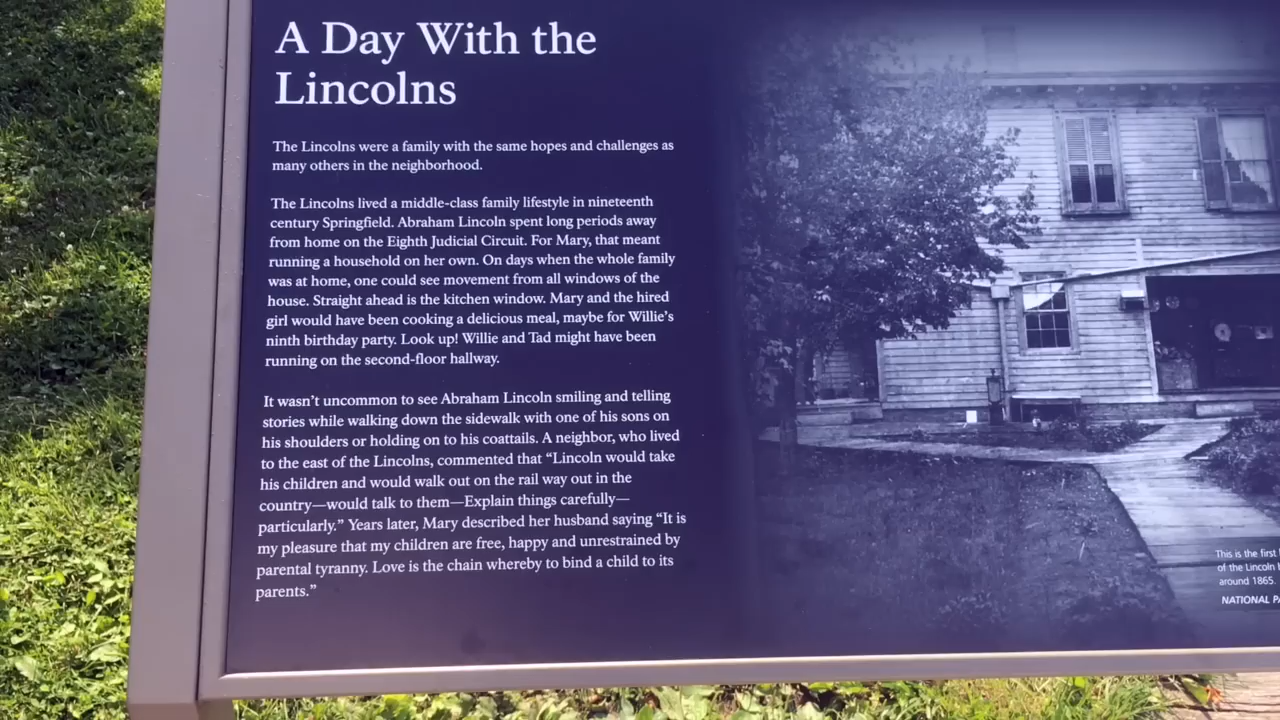 A Day With the
Lincolns
The Lincolns were a family with the same hopes and challenges as
many others in the neighborhood.
The Lincolns lived a middle-class family lifestyle in nineteenth
century Springfield. Abraham Lincoln spent long periods away
from home on the Eighth Judicial Circuit. For Mary, that meant
running a household on her own. On days when the whole family
was at home, one could see movement from all windows of the
house. Straight ahead is the kitchen window. Mary and the hired
girl would have been cooking a delicious meal, maybe for Willie's
ninth birthday party. Look up! Willie and Tad might have been
running on the second-floor hallway.
It wasn't uncommon to see Abraham Lincoln smiling and telling
stories while walking down the sidewalk with one of his sons on
his shoulders or holding on to his coattails. A neighbor, who lived
to the east of the Lincolns, commented that “Lincoln would take
his children and would walk out on the rail way out in the
country—would talk to them—Explain things carefully—
particularly.” Years later, Mary described her husband saying “It is
my pleasure that my children are free, happy and unrestrained by
parental tyranny. Love is the chain whereby to bind a child to its
parents.”
This is the first
of the Lincoln
around 1865.
NATIONAL